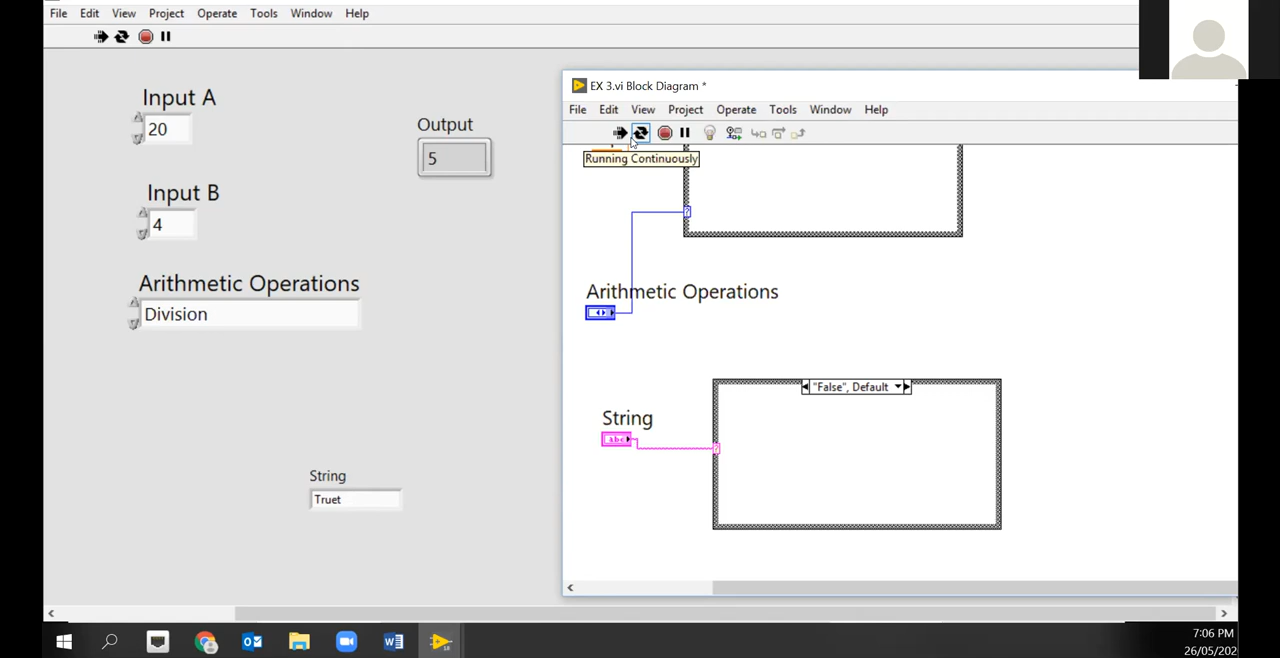 File Edit View Project Operate Tools Window Help
Input A
20
Output
5
Input B
4
Arithmetic Operations
Division
String
Truet
EX 3.vi Block Diagram *
File Edit View Project Operate Tools Window Help
Running Continuously
?
Arithmetic Operations
"False", Default
String
abc
?
7:06 PM
26/05/202